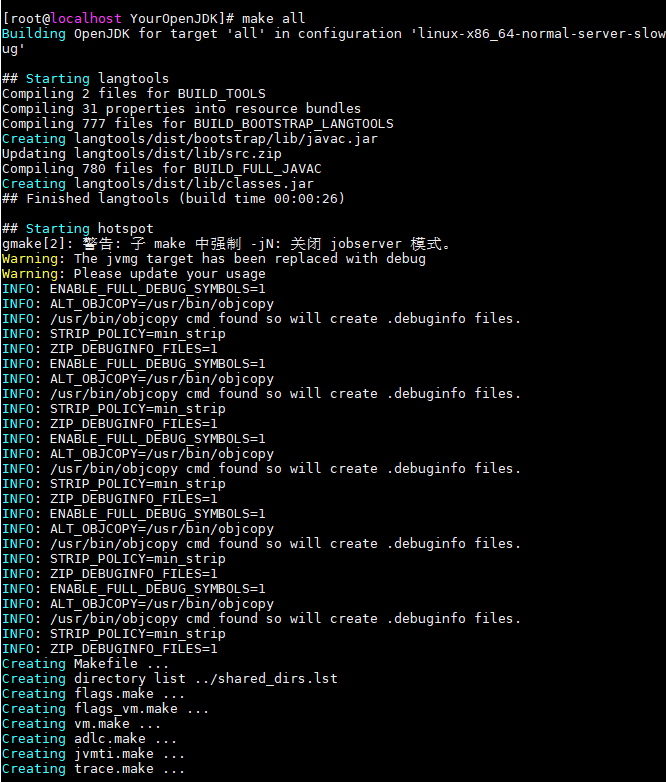 [root@localhost YourOpenJDK]# make all
Building OpenJDK for target 'all' in configuration 'linux-x86_64-normal-server-slow
ug'
## Starting langtools
Compiling 2 files for BUILD_TOOLS
Compiling 31 properties into resource bundles
Compiling 777 files for BUILD_BOOTSTRAP_LANGTOOLS
Creating langtools/dist/bootstrap/lib/javac.jar
Updating langtools/dist/lib/src.zip
Compiling 780 files for BUILD_FULL_JAVAC
Creating langtools/dist/lib/classes.jar
## Finished langtools (build time 00:00:26)
## Starting hotspot
gmake[2]: 警告: 子 make 中强制 -jN: 关闭 jobserver 模式。
Warning: The jvmg target has been replaced with debug
Warning: Please update your usage
INFO: ENABLE_FULL_DEBUG_SYMBOLS=1
INFO: ALT_OBJCOPY=/usr/bin/objcopy
INFO: /usr/bin/objcopy cmd found so will create .debuginfo files.
INFO: STRIP_POLICY=min_strip
INFO: ZIP_DEBUGINFO_FILES=1
INFO: ENABLE_FULL_DEBUG_SYMBOLS=1
INFO: ALT_OBJCOPY=/usr/bin/objcopy
INFO: /usr/bin/objcopy cmd found so will create .debuginfo files.
INFO: STRIP_POLICY=min_strip
INFO: ZIP_DEBUGINFO_FILES=1
INFO: ENABLE_FULL_DEBUG_SYMBOLS=1
INFO: ALT_OBJCOPY=/usr/bin/objcopy
INFO: /usr/bin/objcopy cmd found so will create .debuginfo files.
INFO: STRIP_POLICY=min_strip
INFO: ZIP_DEBUGINFO_FILES=1
INFO: ENABLE_FULL_DEBUG_SYMBOLS=1
INFO: ALT_OBJCOPY=/usr/bin/objcopy
INFO: /usr/bin/objcopy cmd found so will create .debuginfo files.
INFO: STRIP_POLICY=min_strip
INFO: ZIP_DEBUGINFO_FILES=1
INFO: ENABLE_FULL_DEBUG_SYMBOLS=1
INFO: ALT_OBJCOPY=/usr/bin/objcopy
INFO: /usr/bin/objcopy cmd found so will create .debuginfo files.
INFO: STRIP_POLICY=min_strip
INFO: ZIP_DEBUGINFO_FILES=1
Creating Makefile ...
Creating directory list ../shared_dirs.lst
Creating flags.make ...
Creating flags_vm.make ...
Creating vm.make ...
Creating adlc.make ...
Creating jvmti.make ...
Creating trace.make ...